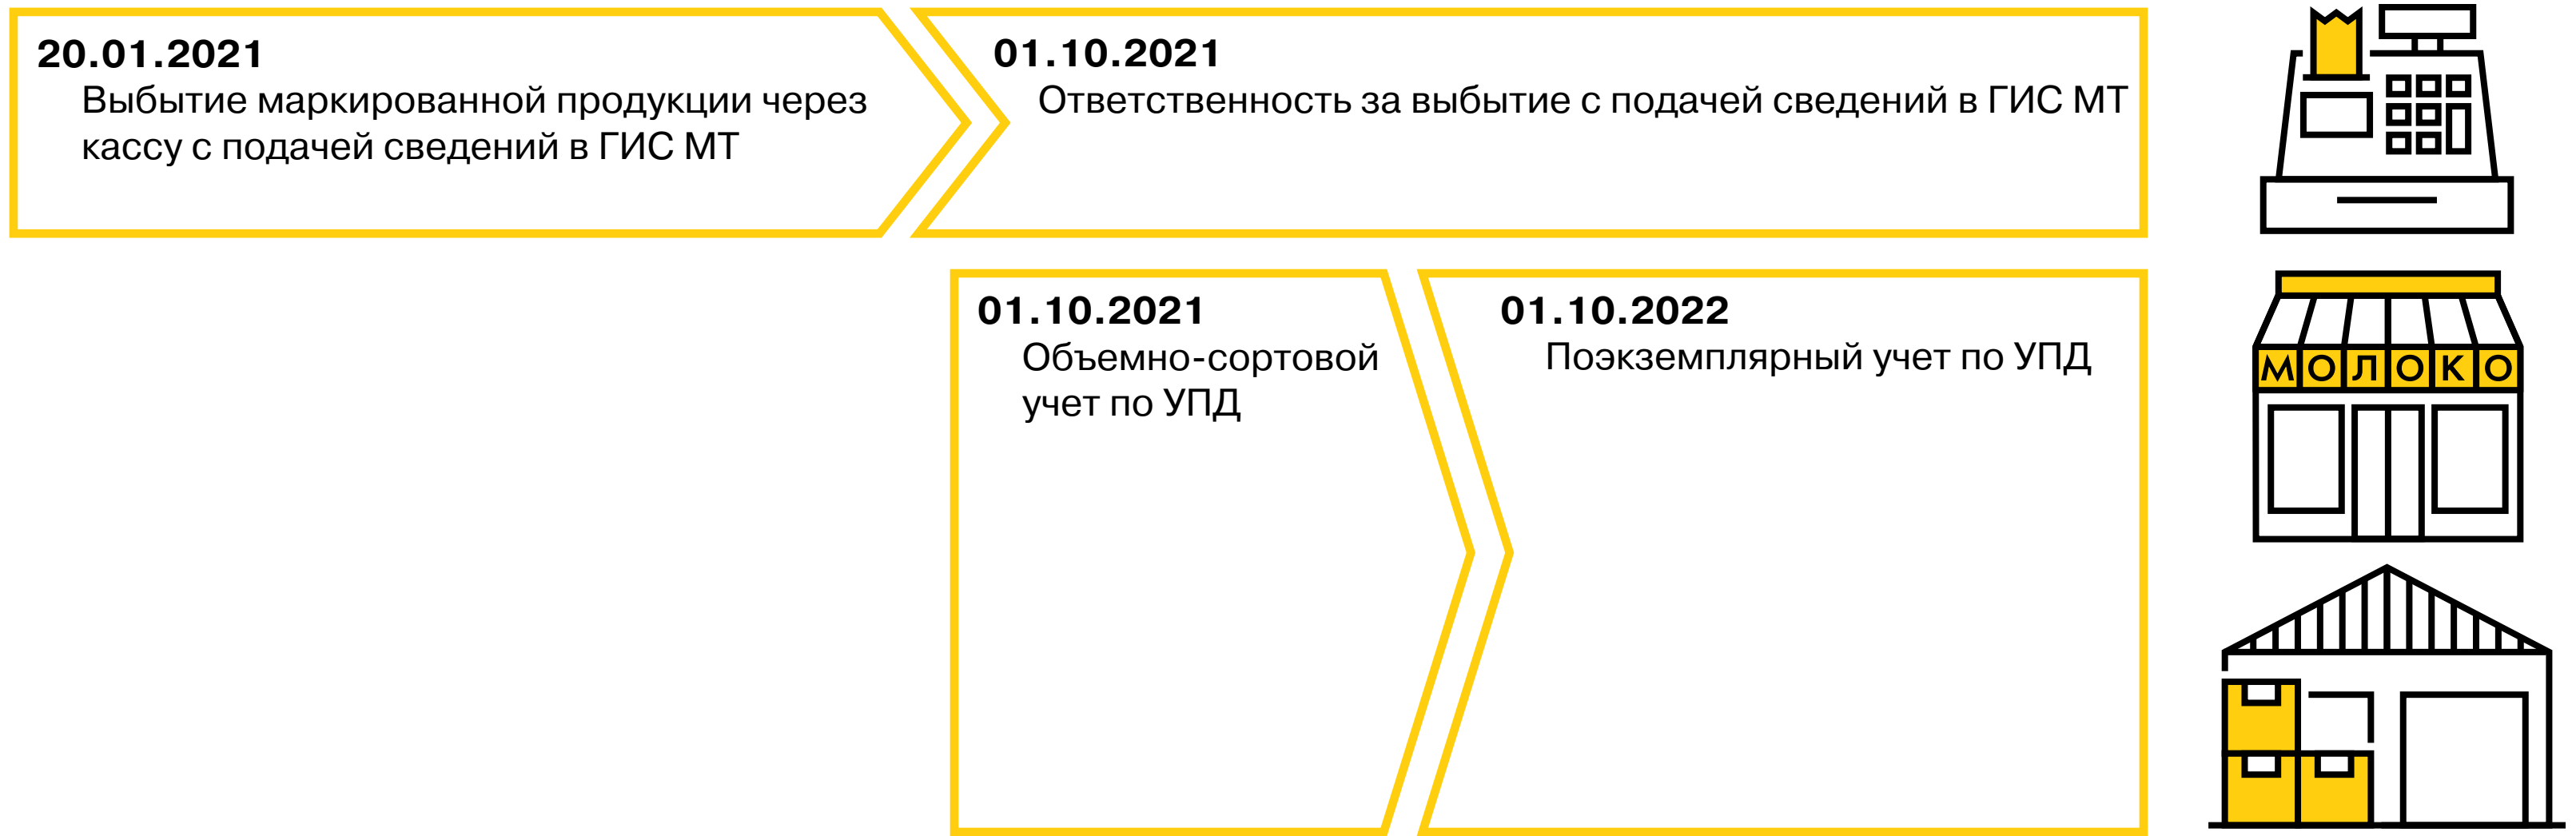 20.01.2021
Выбытие маркированной продукции через
кассу с подачей сведений в ГИС МТ
01.10.2021
Ответственность за выбытие с подачей сведений в ГИС МТ
01.10.2021
Объемно-сортовой
учет по УПД
01.10.2022
Поэкземплярный учет по УПД
МОЛОКО